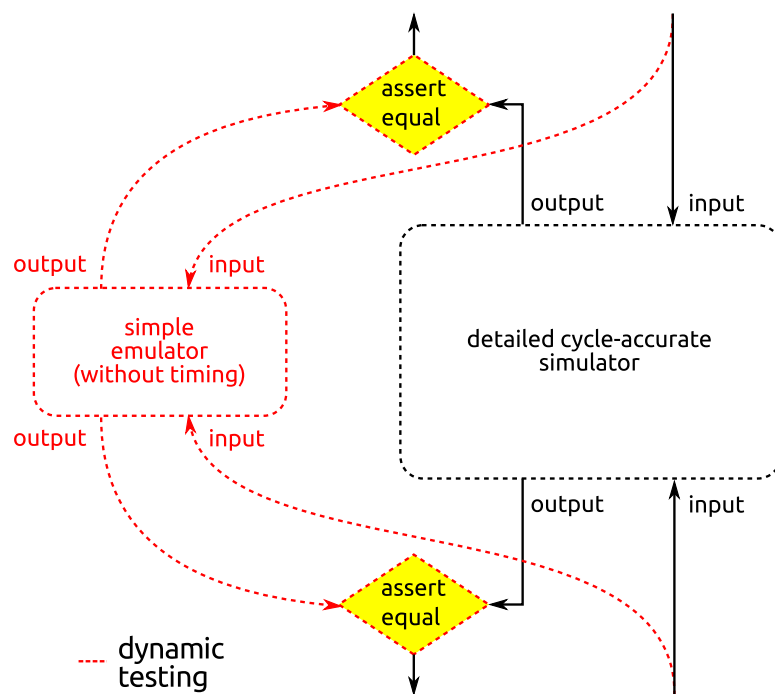 assert
equal
output
input
output
input
simple
emulator
(without timing)
detailed cycle-accurate
simulator
output
input
output
input
assert
equal
dynamic
testing